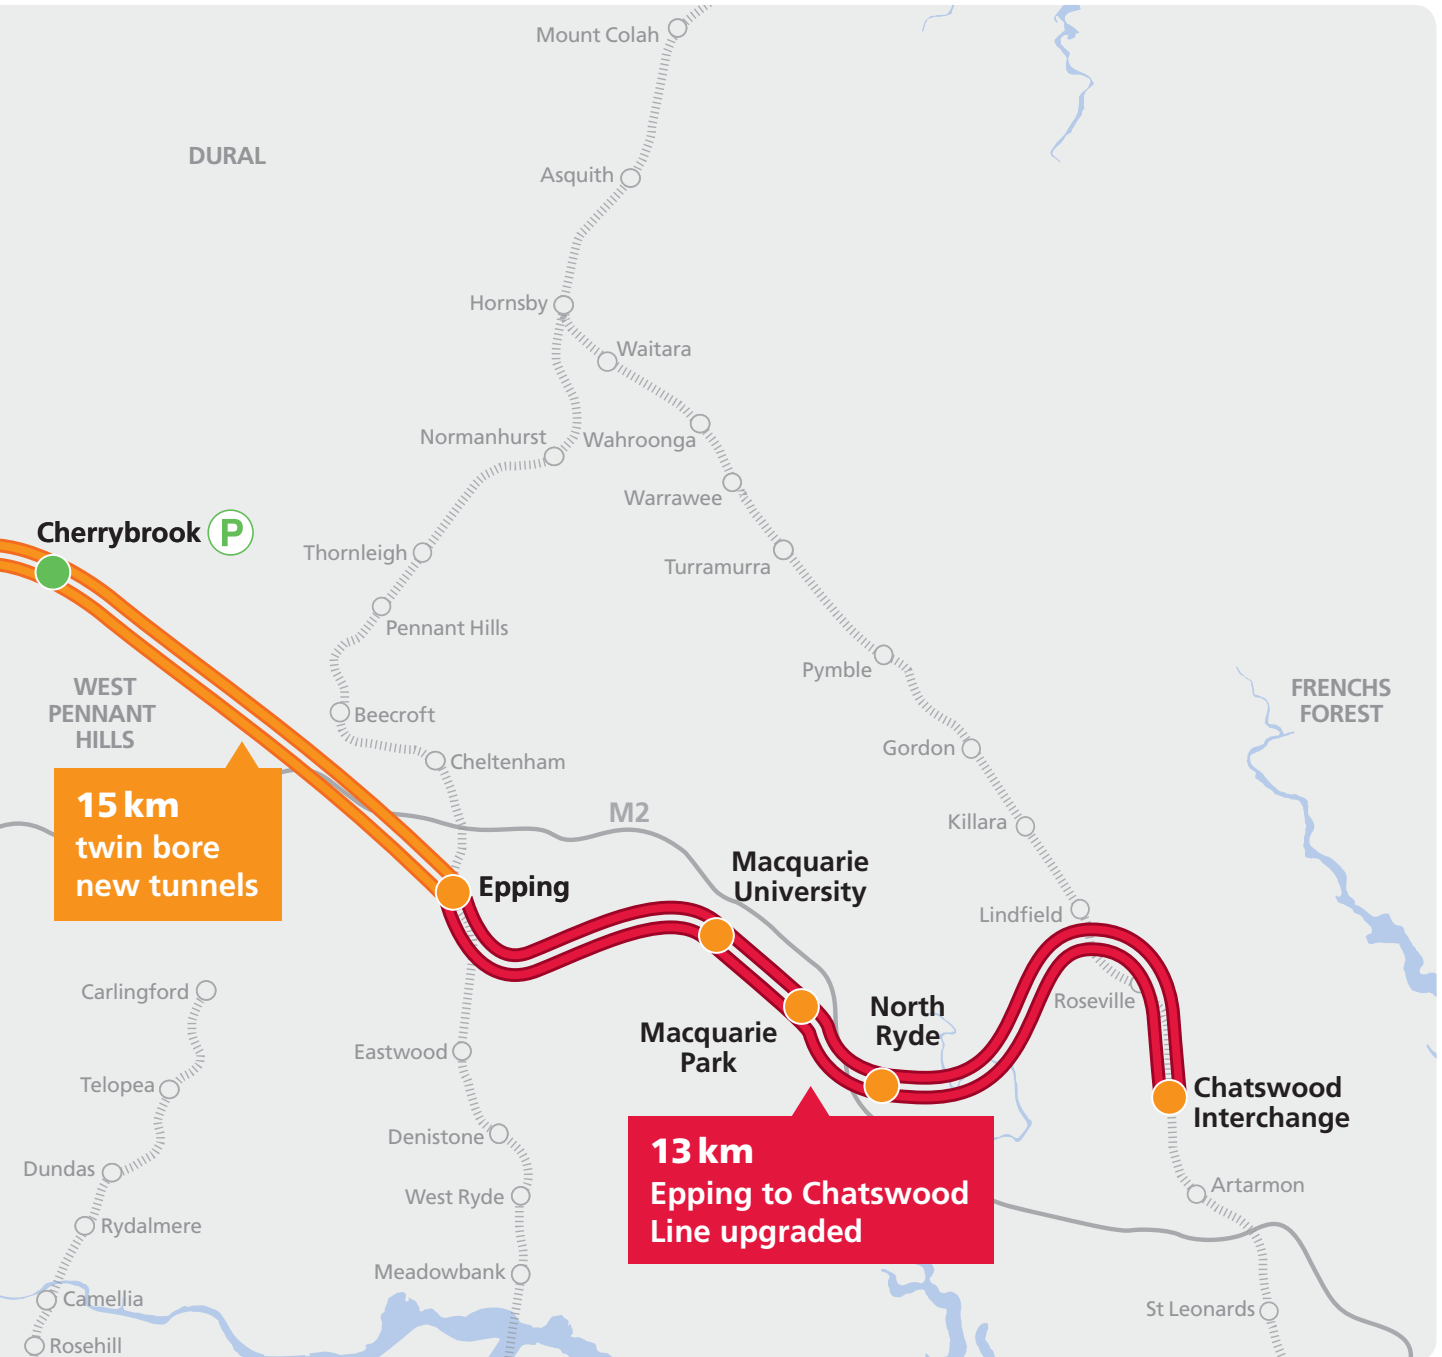 Mount Colah
DURAL
Asquith
Hornsby
Waitara
Normanhurst
Wahroonga
Warrawee
Cherrybrook P
Thornleigh
Turramurra
Pennant Hills
Pymble
WEST
PENNANT
HILLS
FRENCHS
FOREST
Beecroft
Gordon
Cheltenham
15 km
twin bore
new tunnels
M2
Killara
Macquarie
University
Epping
Lindfield
Carlingford
Roseville
North
Ryde
Macquarie
Park
Eastwood
Telopea
Chatswood
Interchange
Denistone
13 km
Epping to Chatswood
Line upgraded
Dundas
West Ryde
Artarmon
Rydalmere
Meadowbank
Camellia
St Leonards
Rosehill